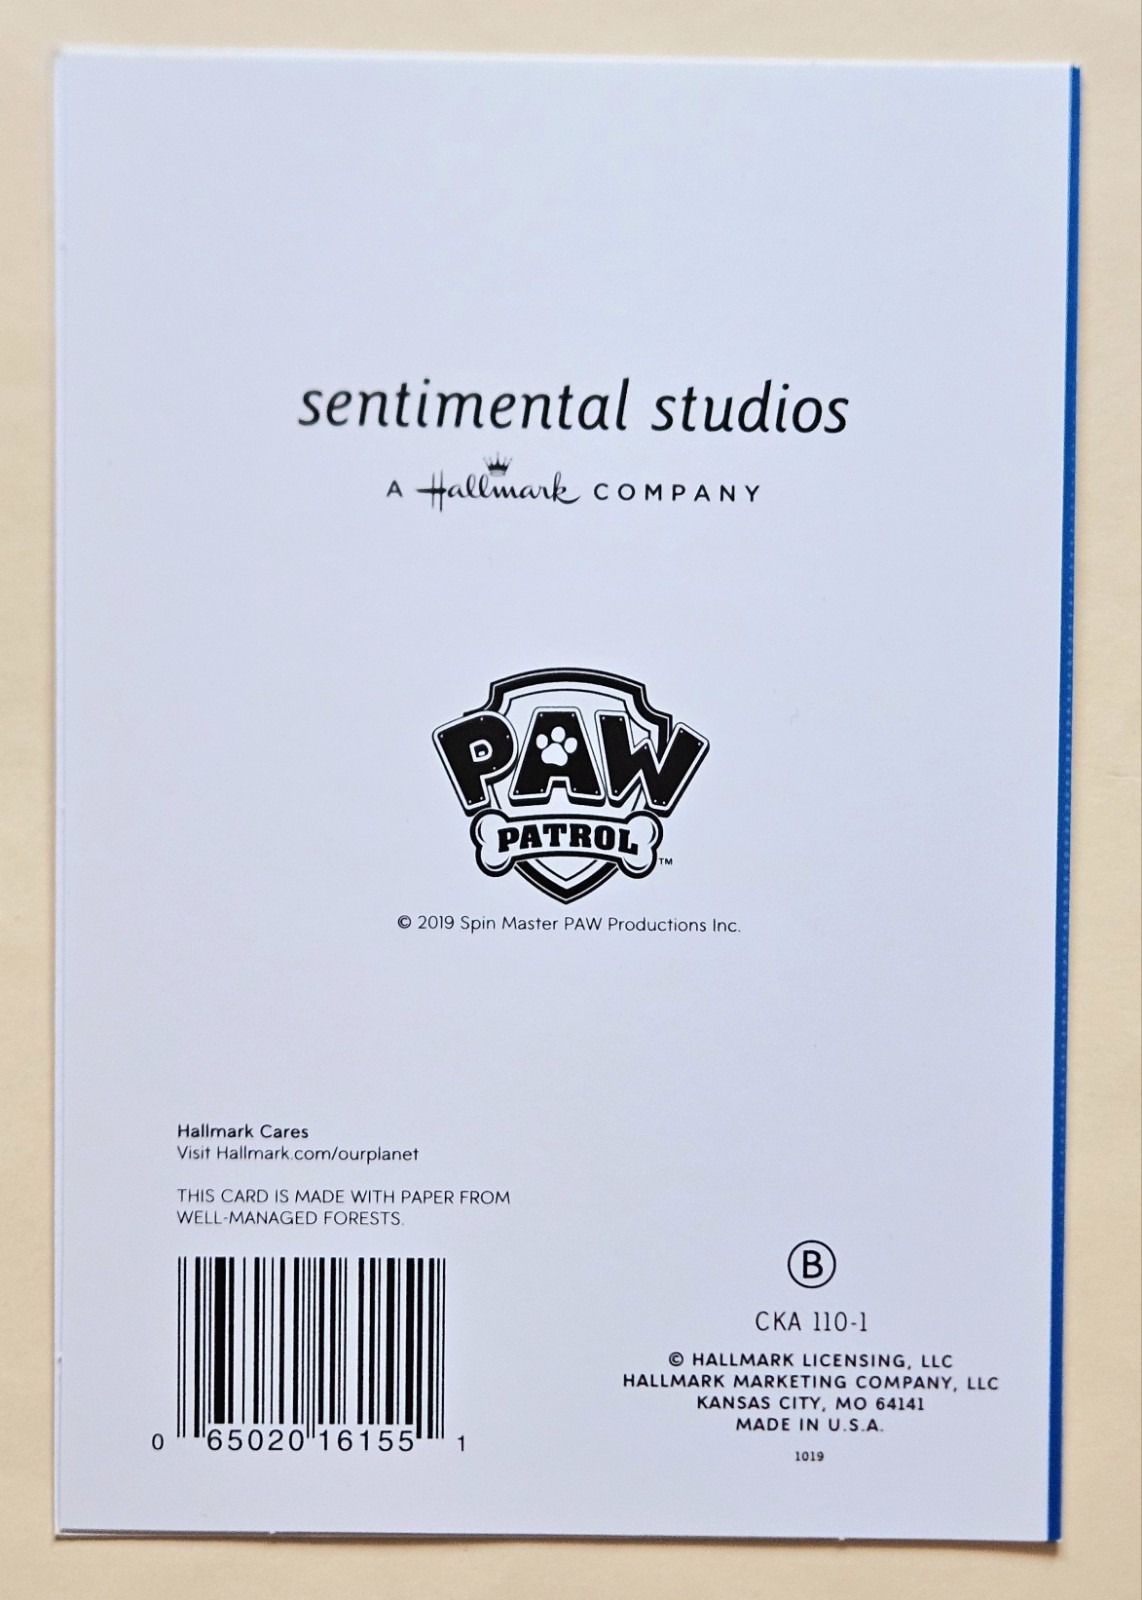 sentimental studios
A Hallmark COMPANY
PAW
PATROL
™
© 2019 Spin Master PAW Productions Inc.
Hallmark Cares
Visit Hallmark.com/ourplanet
THIS CARD IS MADE WITH PAPER FROM
WELL-MANAGED FORESTS.
0 65020 16155 1
B
CKA 110-1
© HALLMARK LICENSING, LLC
HALLMARK MARKETING COMPANY, LLC
KANSAS CITY, MO 64141
MADE IN U.S.A.
1019